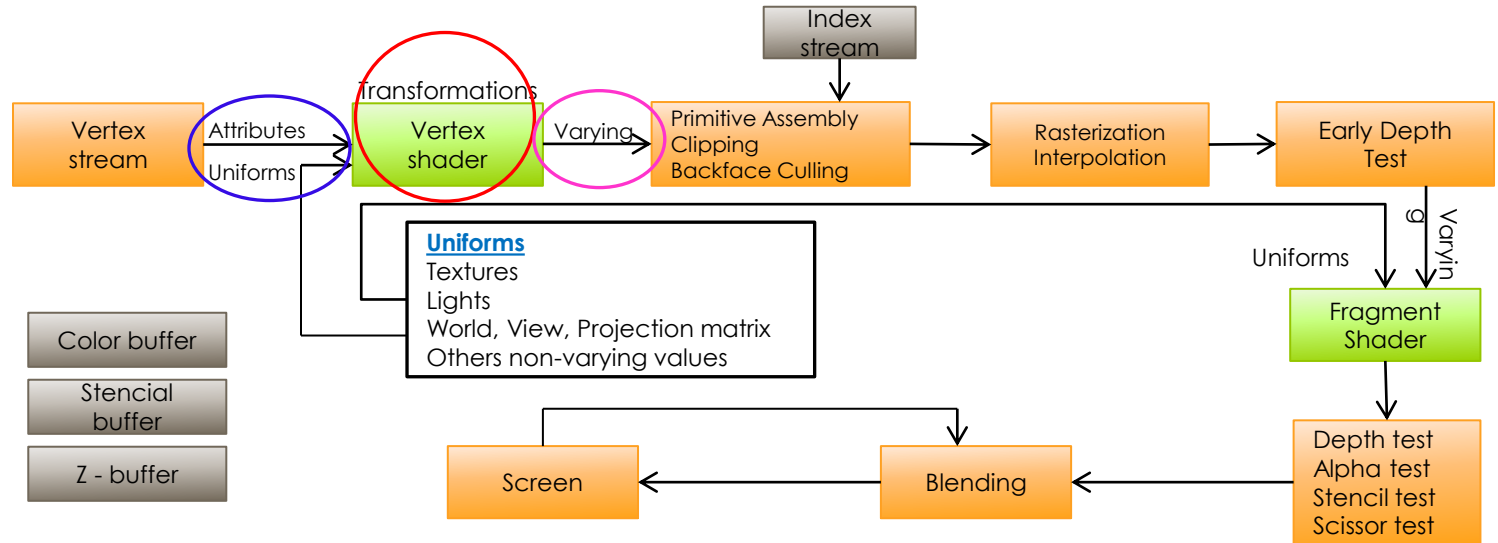 Index
stream
Transformations
Vertex
stream
Attributes
Uniforms
Vertex
shader
Varying
Primitive Assembly
Clipping
Backface Culling
Rasterization
Interpolation
Early Depth
Test
Varyin
g
Uniforms
Uniforms
Textures
Lights
World, View, Projection matrix
Others non-varying values
Fragment
Shader
Color buffer
Stencial
buffer
Z - buffer
Screen
Blending
Depth test
Alpha test
Stencil test
Scissor test